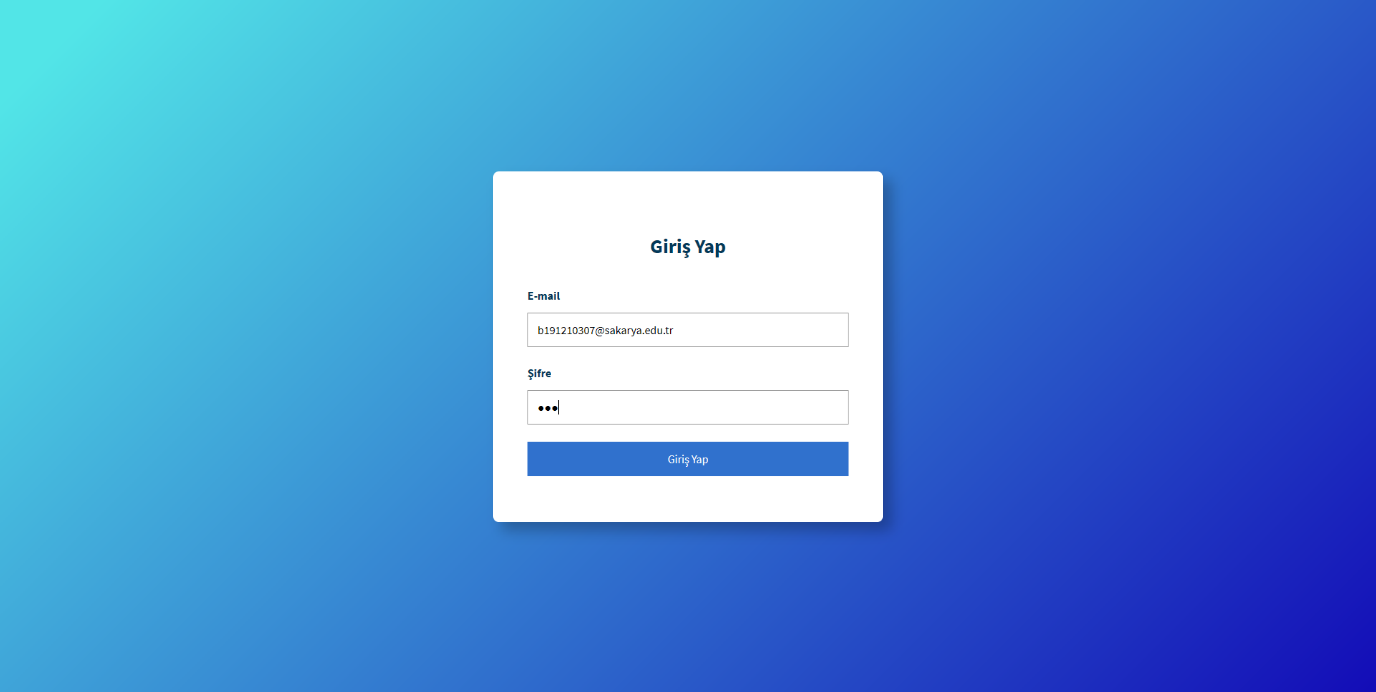 Giriş Yap
E-mail
b191210307@sakarya.edu.tr
Şifre
●●●
Giriş Yap